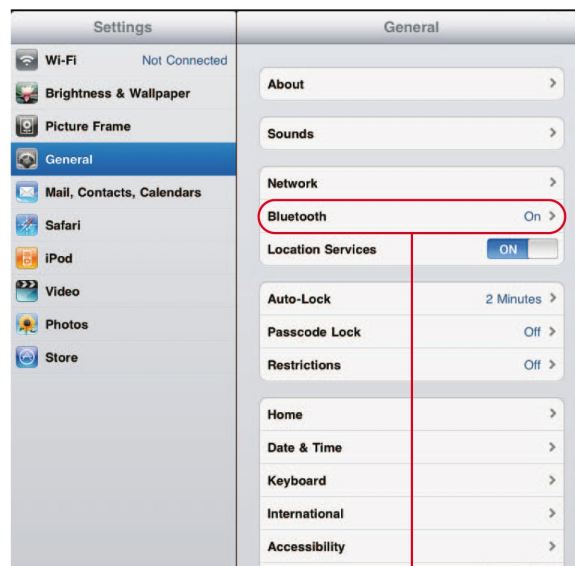 Settings
Wi-Fi Not Connected
Brightness & Wallpaper
Picture Frame
General
Mail, Contacts, Calendars
Safari
iPod
Video
Photos
Store
General
About
Sounds
Network
Bluetooth On
Location Services ON
Auto-Lock 2 Minutes
Passcode Lock Off
Restrictions Off
Home
Date & Time
Keyboard
International
Accessibility